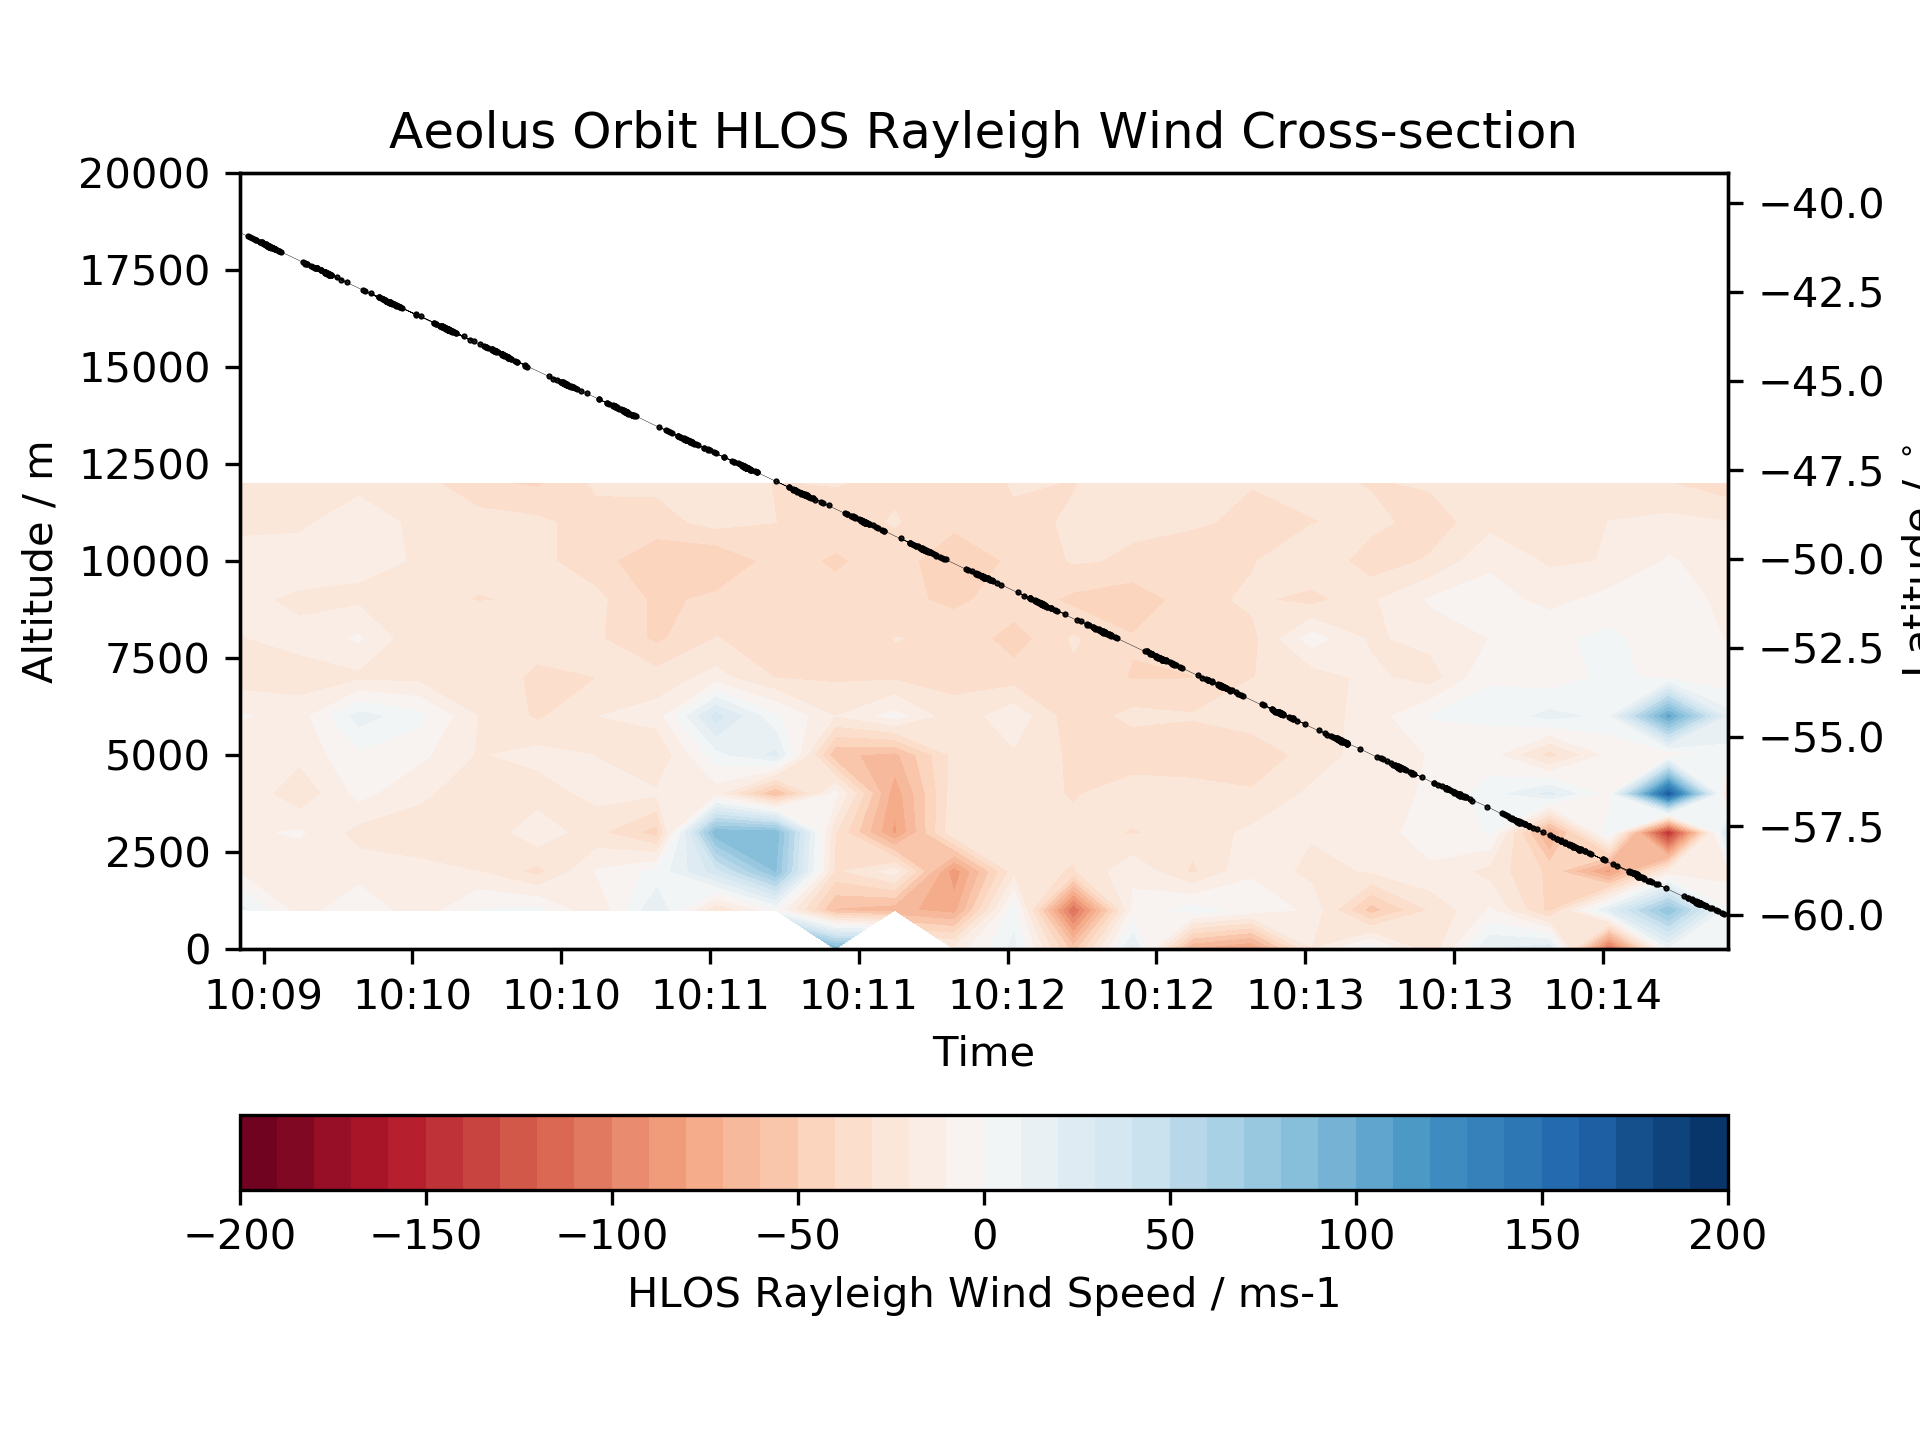 Aeolus Orbit HLOS Rayleigh Wind Cross-section
20000
17500
15000
12500
10000
7500
5000
2500
0
Altitude / m
−40.0
−42.5
−45.0
−47.5
−50.0
−52.5
−55.0
−57.5
−60.0
Latitude / °
10:09 10:10 10:10 10:11 10:11 10:12 10:12 10:13 10:13 10:14
Time
−200 −150 −100 −50 0 50 100 150 200
HLOS Rayleigh Wind Speed / ms-1